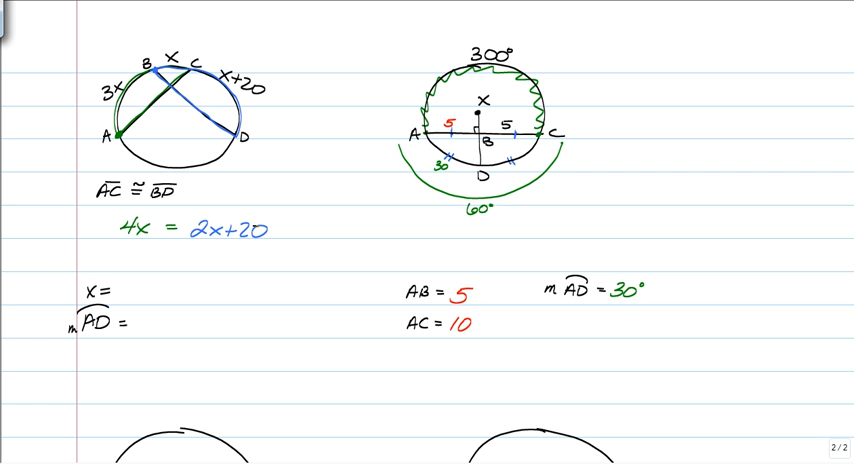 B x C
3x
x+20
A
D
AC ≅ BD
4x = 2x+20
x =
m AD =
300°
X
5
5
A
B
C
30
D
60°
AB = 5
m AD = 30°
AC = 10
2 / 2